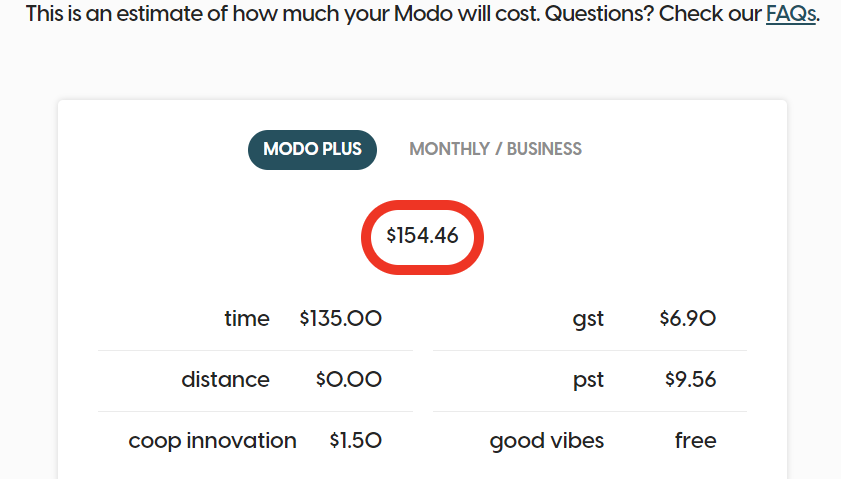 This is an estimate of how much your Modo will cost. Questions? Check our FAQs.
MODO PLUS MONTHLY / BUSINESS
$154.46
time $135.00 gst $6.90
distance $0.00 pst $9.56
coop innovation $1.50 good vibes free